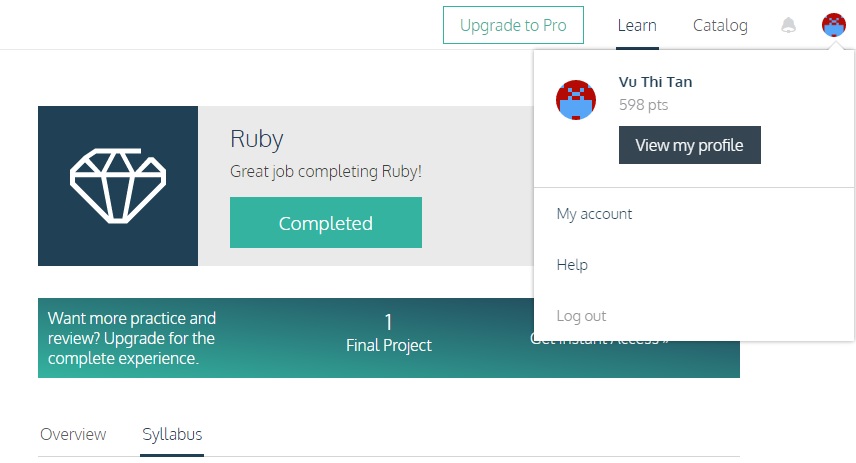 Upgrade to Pro
Learn
Catalog
Vu Thi Tan
598 pts
View my profile
My account
Help
Log out
Ruby
Great job completing Ruby!
Completed
Want more practice and
review? Upgrade for the
complete experience.
1
Final Project
Get Instant Access »
Overview
Syllabus